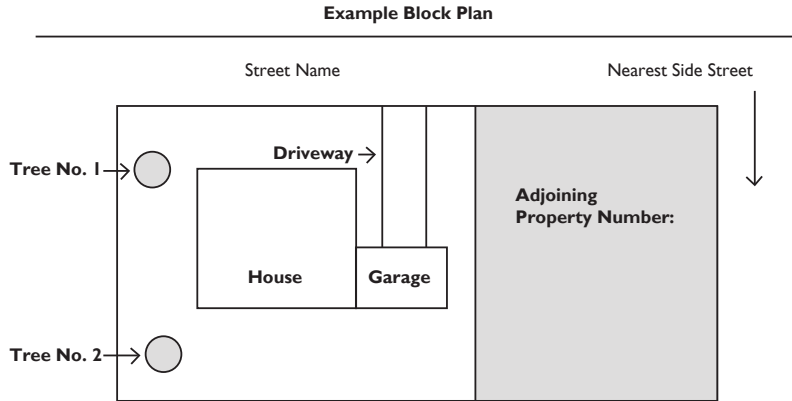 Example Block Plan
Street Name
Nearest Side Street
Driveway
Tree No. 1
Adjoining
Property Number:
House
Garage
Tree No. 2